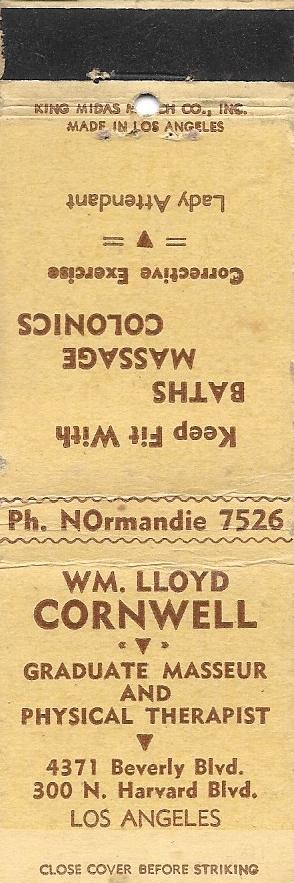 KING MIDAS MATCH CO., INC.
MADE IN LOS ANGELES
Keep Fit With
BATHS
MASSAGE
COLONICS
Corrective Exercise
Lady Attendant
Ph. NOrmandie 7526
WM. LLOYD
CORNWELL
GRADUATE MASSEUR
AND
PHYSICAL THERAPIST
4371 Beverly Blvd.
300 N. Harvard Blvd.
LOS ANGELES
CLOSE COVER BEFORE STRIKING